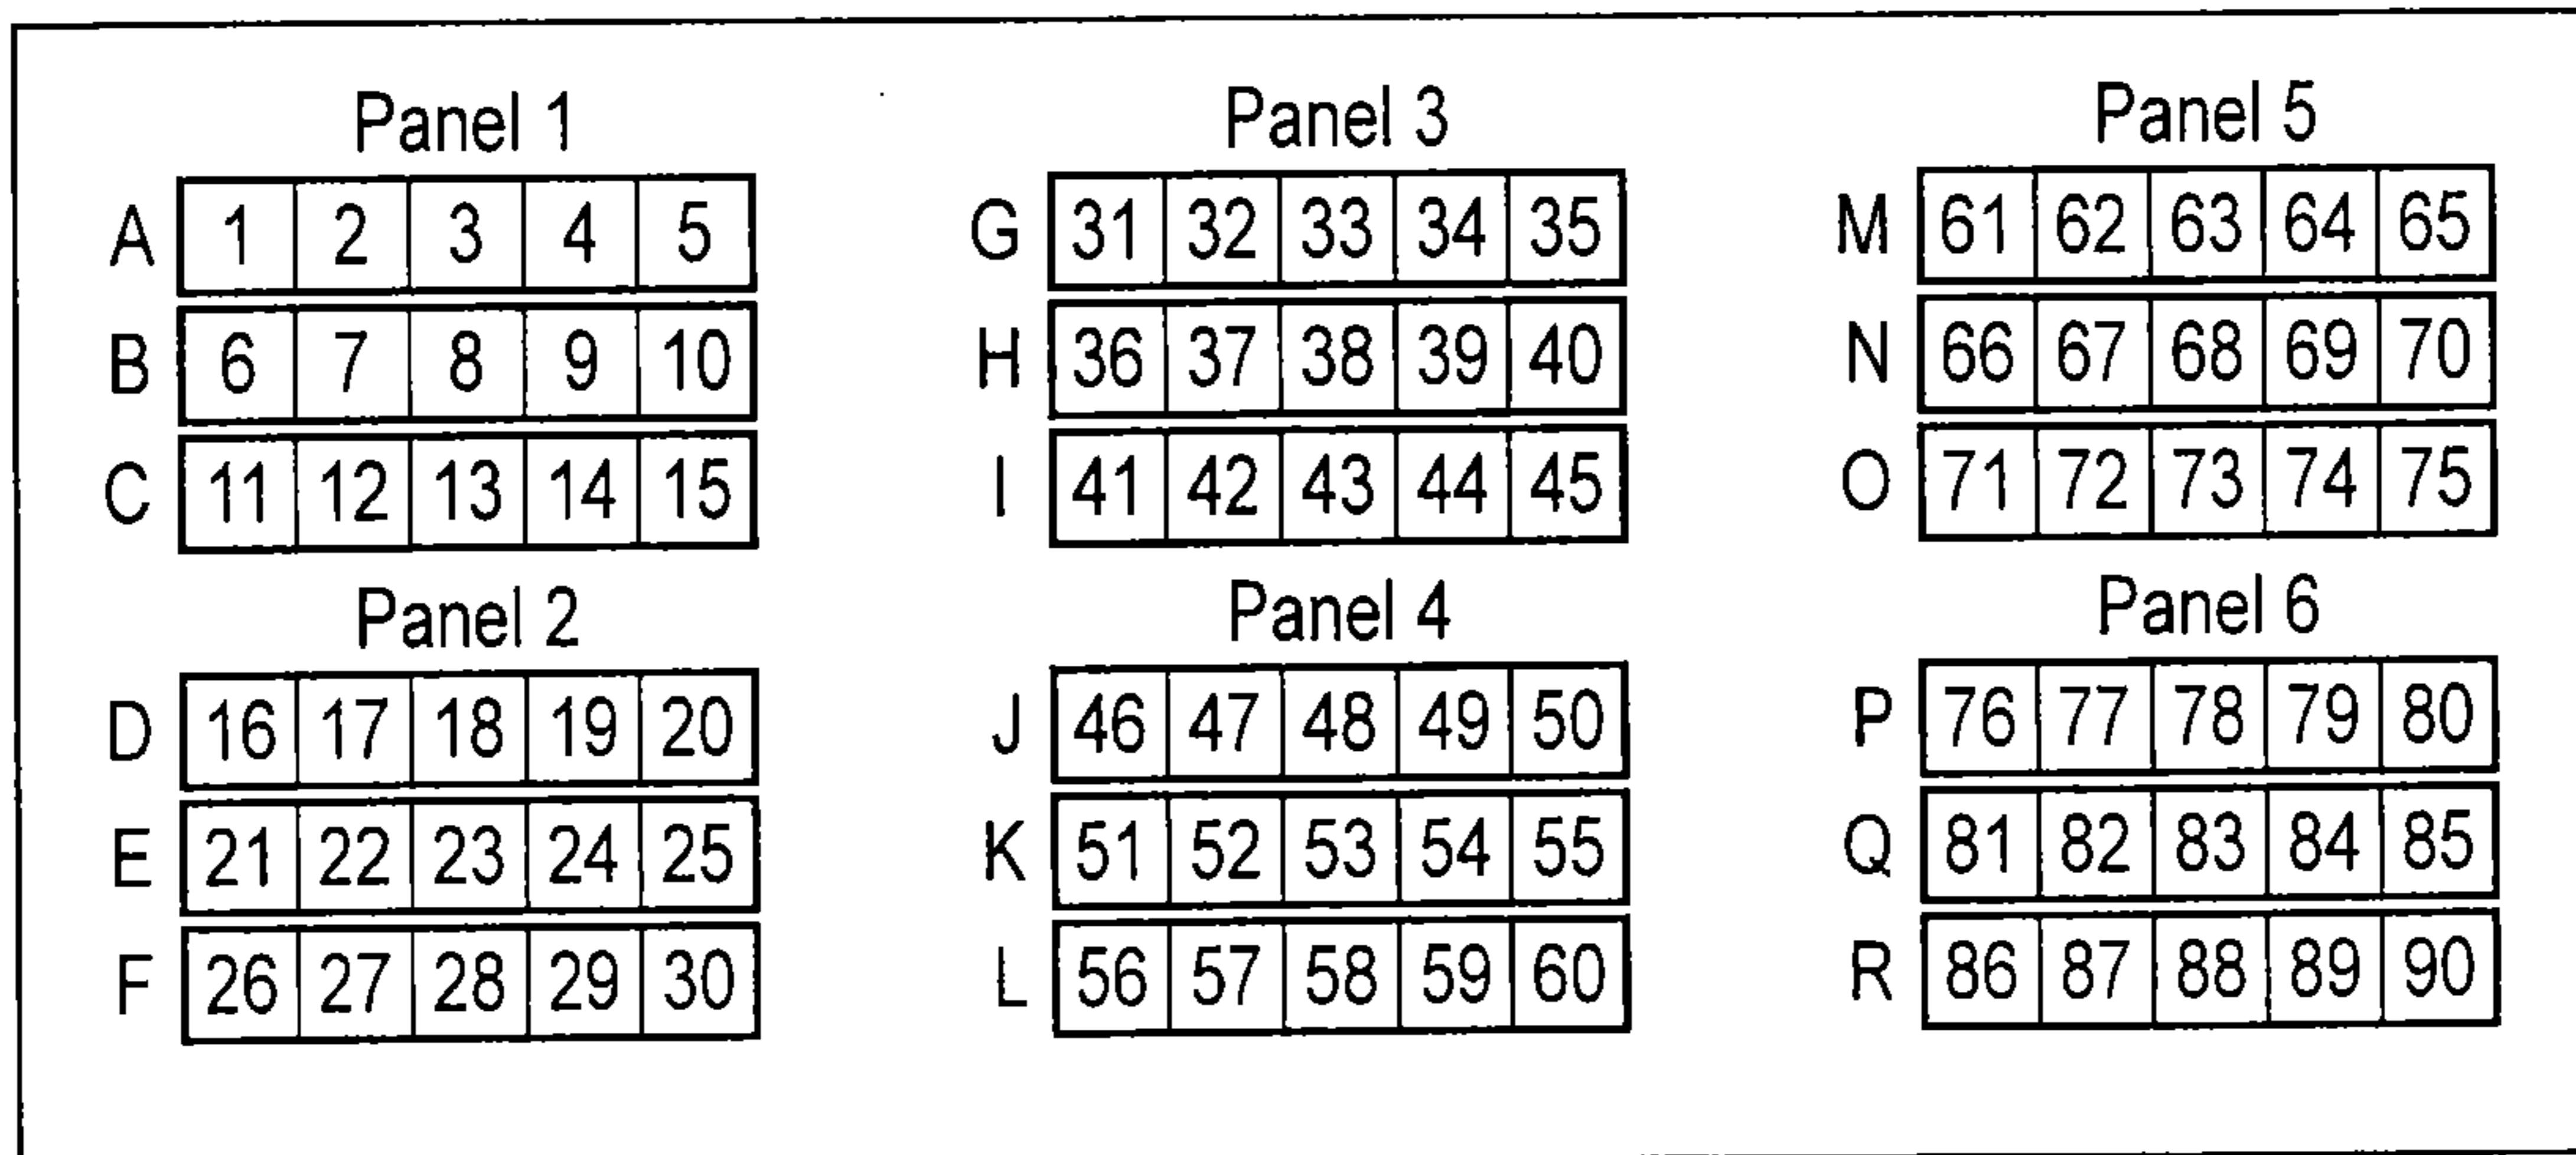 Panel 1 Panel 3 Panel 5
A 1 2 3 4 5 G 31 32 33 34 35 M 61 62 63 64 65
B 6 7 8 9 10 H 36 37 38 39 40 N 66 67 68 69 70
C 11 12 13 14 15 I 41 42 43 44 45 O 71 72 73 74 75
Panel 2 Panel 4 Panel 6
D 16 17 18 19 20 J 46 47 48 49 50 P 76 77 78 79 80
E 21 22 23 24 25 K 51 52 53 54 55 Q 81 82 83 84 85
F 26 27 28 29 30 L 56 57 58 59 60 R 86 87 88 89 90